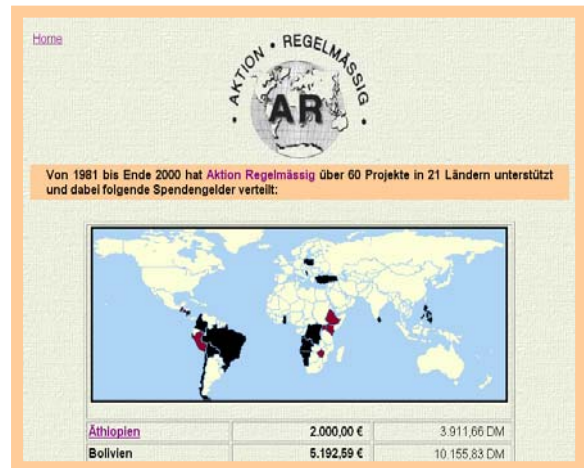 Home
AKTION • REGELMÄSSIG •
AR
Von 1981 bis Ende 2000 hat Aktion Regelmässig über 60 Projekte in 21 Ländern unterstützt
und dabei folgende Spendengelder verteilt:
Äthiopien 2.000,00 € 3.911,66 DM
Bolivien 5.192,59 € 10.155,83 DM